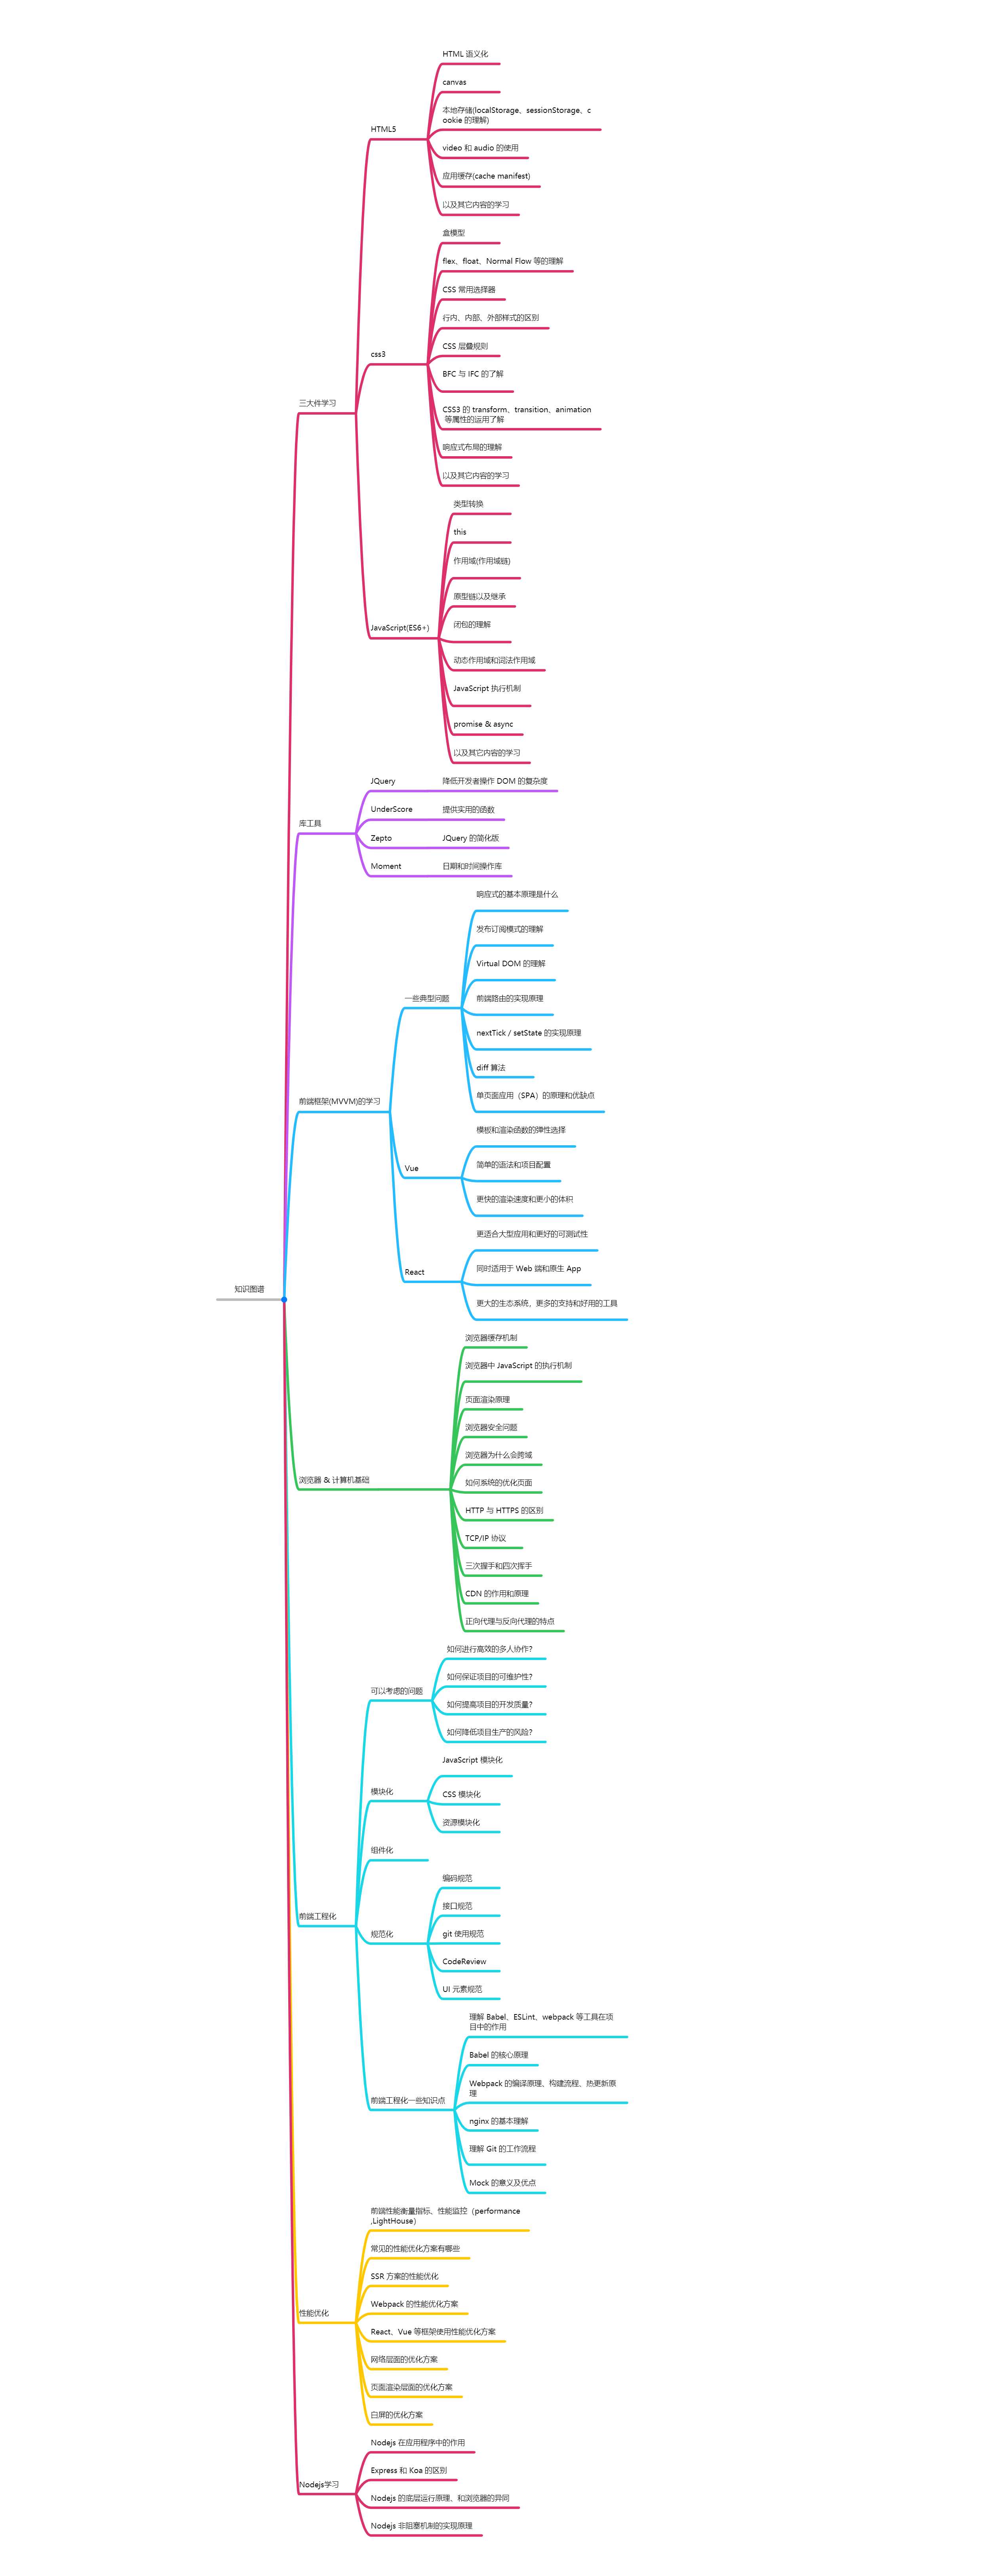 HTML 语义化
canvas
本地存储(localStorage、sessionStorage、c
ookie 的理解)
HTML5
video 和 audio 的使用
应用缓存(cache manifest)
以及其它内容的学习
盒模型
flex、float、Normal Flow 等的理解
CSS 常用选择器
行内、内部、外部样式的区别
CSS 层叠规则
css3
BFC 与 IFC 的了解
三大件学习
CSS3 的 transform、transition、animation
等属性的运用了解
响应式布局的理解
以及其它内容的学习
类型转换
this
作用域(作用域链)
原型链以及继承
JavaScript(ES6+)
闭包的理解
动态作用域和词法作用域
JavaScript 执行机制
promise & async
以及其它内容的学习
JQuery
降低开发者操作 DOM 的复杂度
UnderScore
提供实用的函数
库工具
Zepto
JQuery 的简化版
Moment
日期和时间操作库
响应式的基本原理是什么
发布订阅模式的理解
Virtual DOM 的理解
一些典型问题
前端路由的实现原理
nextTick / setState 的实现原理
diff 算法
单页面应用（SPA）的原理和优缺点
前端框架(MVVM)的学习
模板和渲染函数的弹性选择
Vue
简单的语法和项目配置
更快的渲染速度和更小的体积
更适合大型应用和更好的可测试性
React
同时适用于 Web 端和原生 App
更大的生态系统、更多的支持和好用的工具
知识图谱
浏览器缓存机制
浏览器中 JavaScript 的执行机制
页面渲染原理
浏览器安全问题
浏览器为什么会跨域
浏览器 & 计算机基础
如何系统的优化页面
HTTP 与 HTTPS 的区别
TCP/IP 协议
三次握手和四次挥手
CDN 的作用和原理
正向代理与反向代理的特点
如何进行高效的多人协作?
如何保证项目的可维护性?
可以考虑的问题
如何提高项目的开发质量?
如何降低项目生产的风险?
JavaScript 模块化
模块化
CSS 模块化
资源模块化
组件化
编码规范
接口规范
前端工程化
规范化
git 使用规范
CodeReview
UI 元素规范
理解 Babel、ESLint、webpack 等工具在项
目中的作用
Babel 的核心原理
Webpack 的编译原理、构建流程、热更新原
理
前端工程化一些知识点
nginx 的基本理解
理解 Git 的工作流程
Mock 的意义及优点
前端性能衡量指标、性能监控（performance
,LightHouse）
常见的性能优化方案有哪些
SSR 方案的性能优化
Webpack 的性能优化方案
性能优化
React、Vue 等框架使用性能优化方案
网络层面的优化方案
页面渲染层面的优化方案
白屏的优化方案
Nodejs 在应用程序中的作用
Express 和 Koa 的区别
Nodejs学习
Nodejs 的底层运行原理、和浏览器的异同
Nodejs 非阻塞机制的实现原理